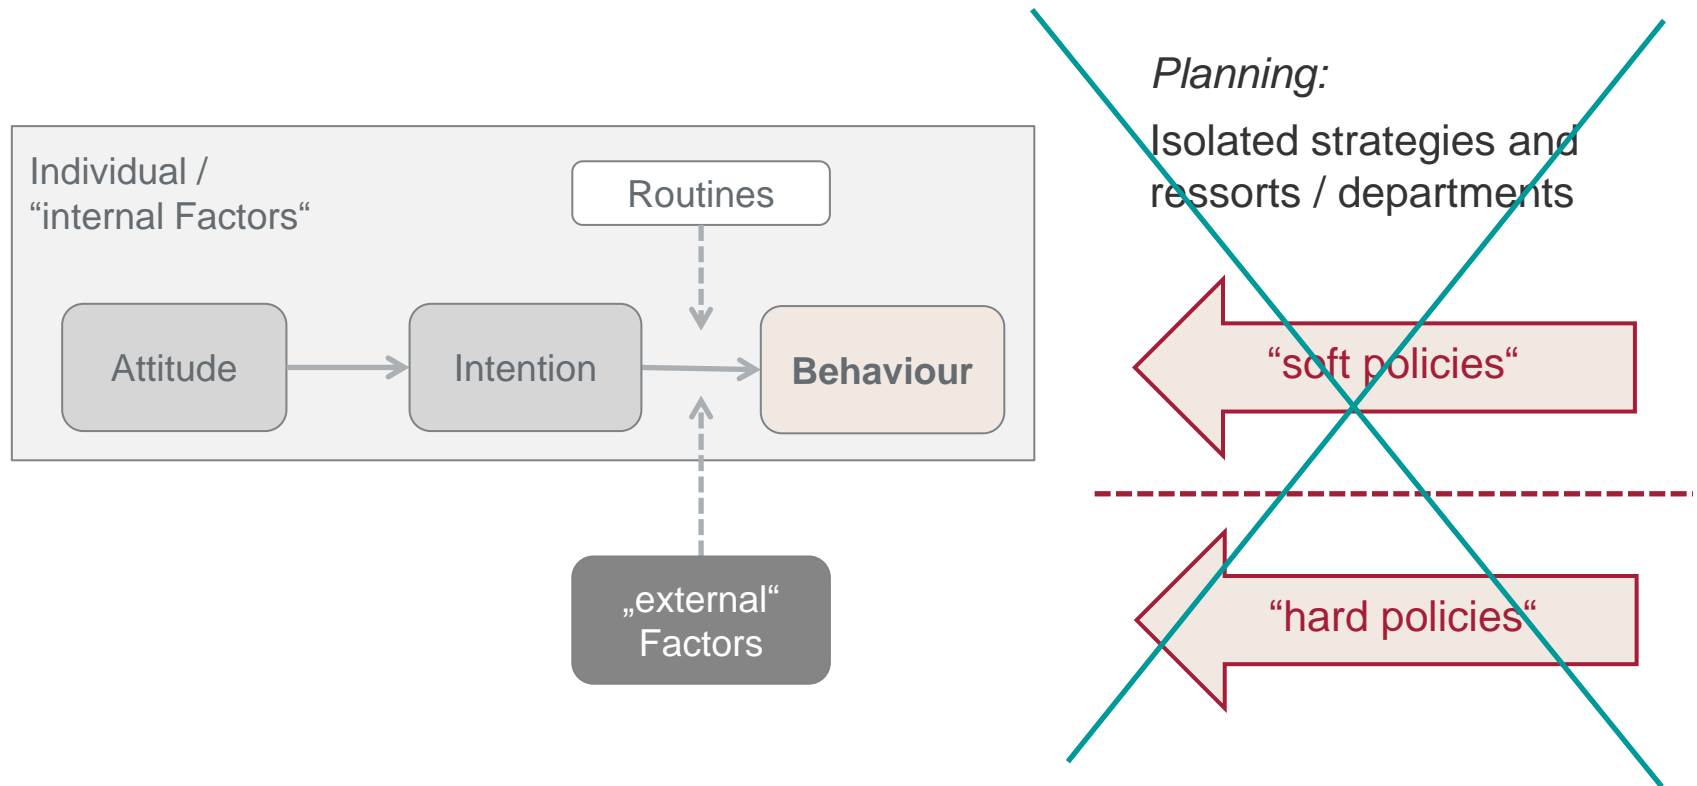 Planning:
Isolated strategies and
ressorts / departments
Individual /
“internal Factors“
Routines
Attitude
Intention
Behaviour
“soft policies“
„external“
Factors
“hard policies“